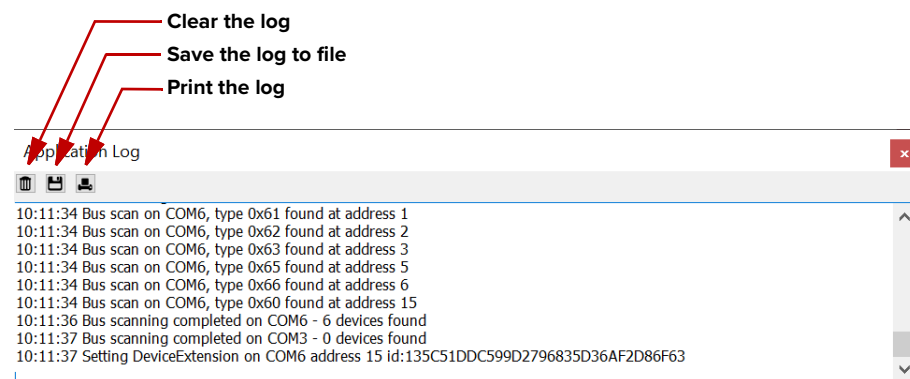 Clear the log
Save the log to file
Print the log
Application Log
10:11:34 Bus scan on COM6, type 0x61 found at address 1
10:11:34 Bus scan on COM6, type 0x62 found at address 2
10:11:34 Bus scan on COM6, type 0x63 found at address 3
10:11:34 Bus scan on COM6, type 0x65 found at address 5
10:11:34 Bus scan on COM6, type 0x66 found at address 6
10:11:34 Bus scan on COM6, type 0x60 found at address 15
10:11:36 Bus scanning completed on COM6 - 6 devices found
10:11:37 Bus scanning completed on COM3 - 0 devices found
10:11:37 Setting DeviceExtension on COM6 address 15 id:135C51DDC599D2796835D36AF2D86F63